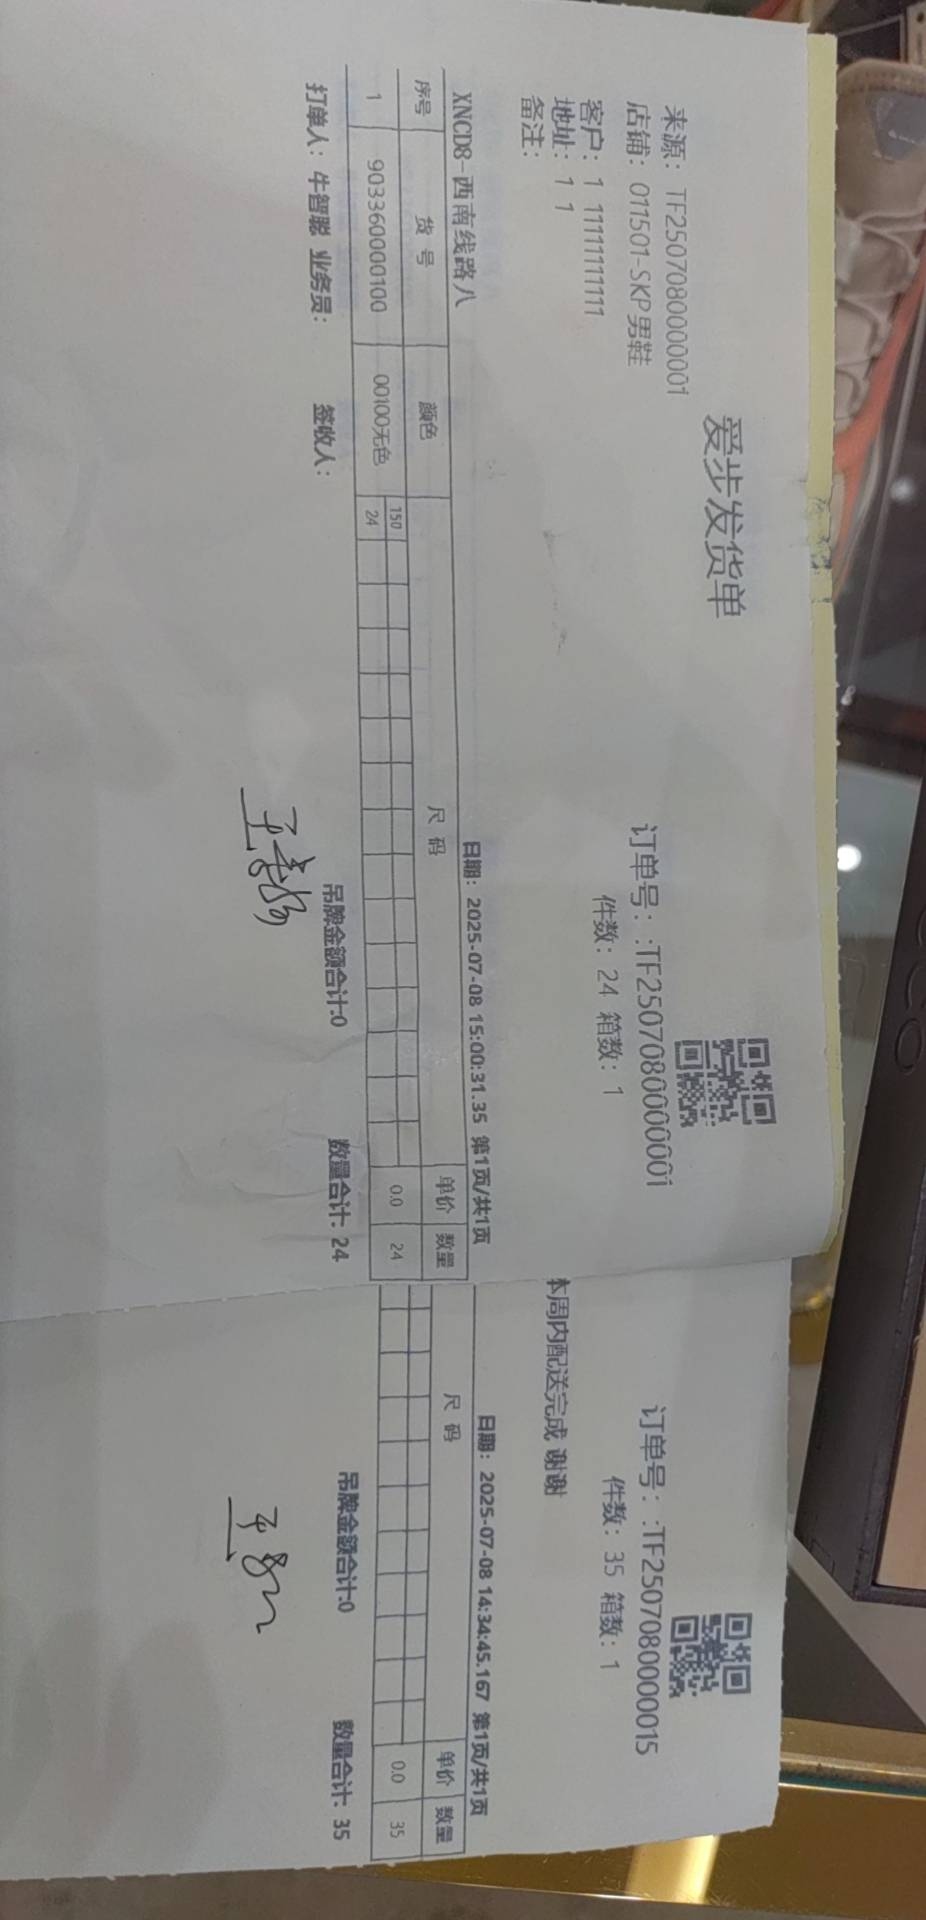 爱步发货单
来源：TF25070800000001
订单号：:TF25070800000001
店铺：011501-SKP男鞋
件数：24 箱数：1
客户：1 11111111111
地址：1 1
备注：
XNCD8-西南线路八
日期：2025-07-08 15:00:31.35 第1页/共1页
序号 货号 颜色 尺码 单价 数量
150
1 9033600000100 00100无色 24 0.0 24
打单人：牛智聪 业务员： 签收人： 吊牌金额合计:0 数量合计: 24
订单号：:TF25070800000015
件数：35 箱数：1
本周内配送完成 谢谢
日期：2025-07-08 14:34:45.167 第1页/共1页
尺码 单价 数量
0.0 35
吊牌金额合计:0 数量合计: 35